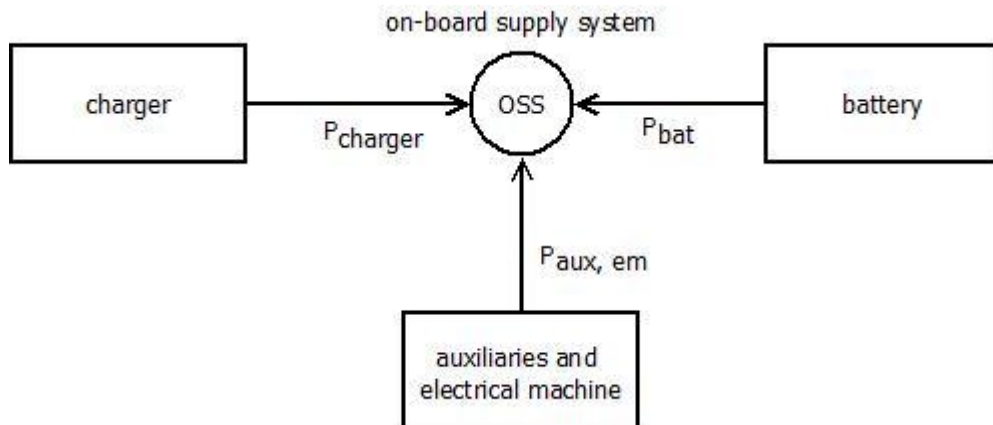 on-board supply system
charger
OSS
battery
Pcharger
Pbat
Paux, em
auxiliaries and
electrical machine